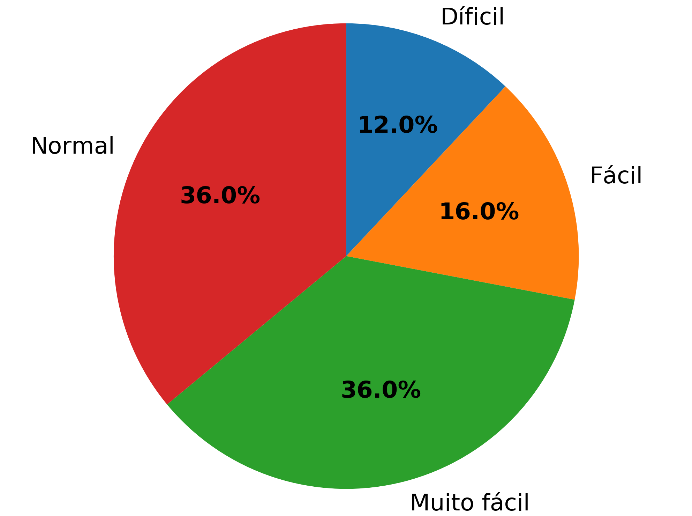 Díficil
12.0%
Normal
Fácil
36.0%
16.0%
36.0%
Muito fácil